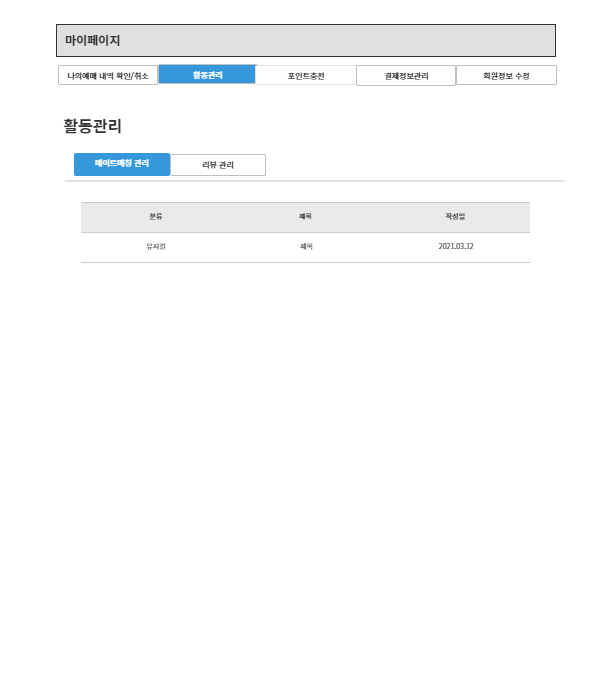 마이페이지
나의예매 내역 확인/취소 활동관리 포인트충전 결제정보관리 회원정보 수정
활동관리
메이트매칭 관리 리뷰 관리
분류 제목 작성일
뮤지컬 제목 2021.03.12